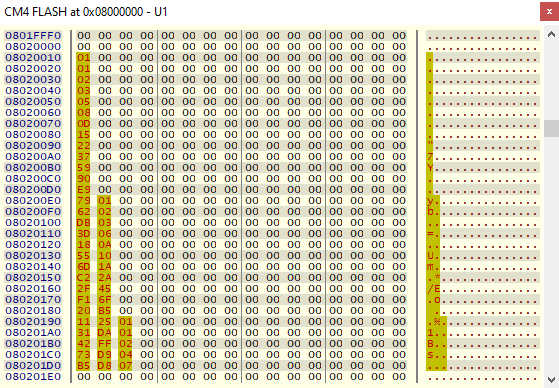 CM4 FLASH at 0x08000000 - U1
x
0801FFF0 00 00 00 00 00 00 00 00 00 00 00 00 00 00 00 00 ................
08020000 00 00 00 00 00 00 00 00 00 00 00 00 00 00 00 00 ................
08020010 01 00 00 00 00 00 00 00 00 00 00 00 00 00 00 00 ................
08020020 01 00 00 00 00 00 00 00 00 00 00 00 00 00 00 00 ................
08020030 02 00 00 00 00 00 00 00 00 00 00 00 00 00 00 00 ................
08020040 03 00 00 00 00 00 00 00 00 00 00 00 00 00 00 00 ................
08020050 05 00 00 00 00 00 00 00 00 00 00 00 00 00 00 00 ................
08020060 08 00 00 00 00 00 00 00 00 00 00 00 00 00 00 00 ................
08020070 0D 00 00 00 00 00 00 00 00 00 00 00 00 00 00 00 ................
08020080 15 00 00 00 00 00 00 00 00 00 00 00 00 00 00 00 ................
08020090 22 00 00 00 00 00 00 00 00 00 00 00 00 00 00 00 "...............
080200A0 37 00 00 00 00 00 00 00 00 00 00 00 00 00 00 00 7...............
080200B0 59 00 00 00 00 00 00 00 00 00 00 00 00 00 00 00 Y...............
080200C0 90 00 00 00 00 00 00 00 00 00 00 00 00 00 00 00 ................
080200D0 E9 00 00 00 00 00 00 00 00 00 00 00 00 00 00 00 ................
080200E0 79 01 00 00 00 00 00 00 00 00 00 00 00 00 00 00 y...............
080200F0 62 02 00 00 00 00 00 00 00 00 00 00 00 00 00 00 b...............
08020100 DB 03 00 00 00 00 00 00 00 00 00 00 00 00 00 00 ................
08020110 3D 06 00 00 00 00 00 00 00 00 00 00 00 00 00 00 =...............
08020120 18 0A 00 00 00 00 00 00 00 00 00 00 00 00 00 00 ................
08020130 55 10 00 00 00 00 00 00 00 00 00 00 00 00 00 00 U...............
08020140 6D 1A 00 00 00 00 00 00 00 00 00 00 00 00 00 00 m...............
08020150 C2 2A 00 00 00 00 00 00 00 00 00 00 00 00 00 00 .*..............
08020160 2F 45 00 00 00 00 00 00 00 00 00 00 00 00 00 00 /E..............
08020170 F1 6F 00 00 00 00 00 00 00 00 00 00 00 00 00 00 .o..............
08020180 20 B5 00 00 00 00 00 00 00 00 00 00 00 00 00 00  ...............
08020190 11 25 01 00 00 00 00 00 00 00 00 00 00 00 00 00 .%..............
080201A0 31 DA 01 00 00 00 00 00 00 00 00 00 00 00 00 00 1...............
080201B0 42 FF 02 00 00 00 00 00 00 00 00 00 00 00 00 00 B...............
080201C0 73 D9 04 00 00 00 00 00 00 00 00 00 00 00 00 00 s...............
080201D0 B5 D8 07 00 00 00 00 00 00 00 00 00 00 00 00 00 ................
080201E0 00 00 00 00 00 00 00 00 00 00 00 00 00 00 00 00 ................